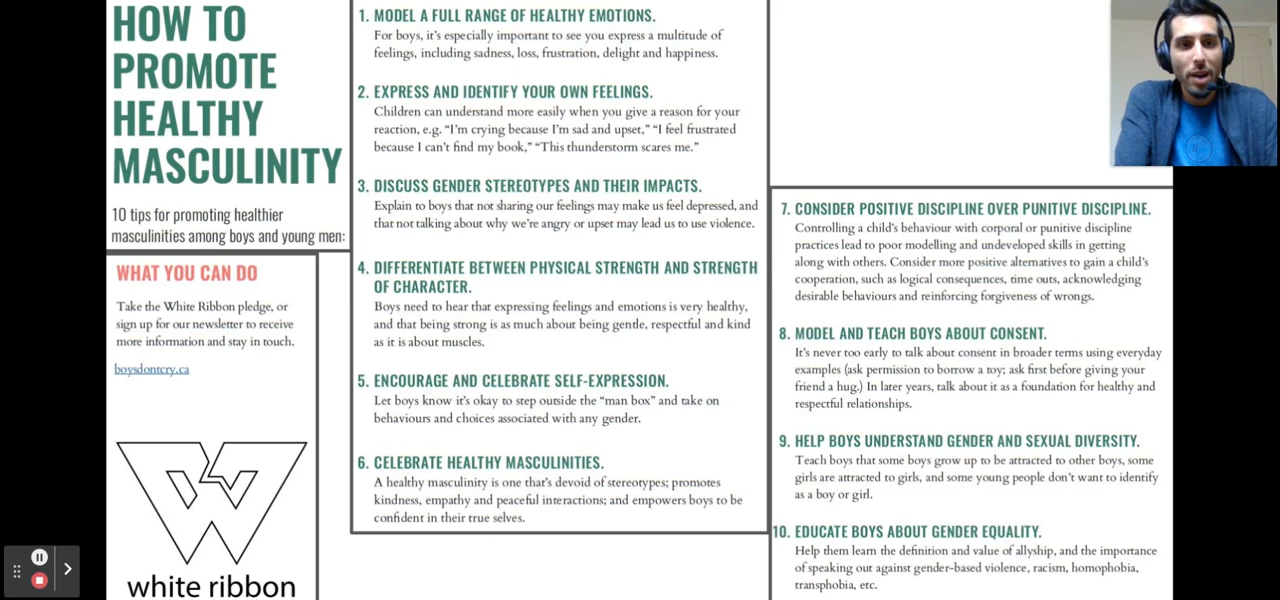 HOW TO
PROMOTE
HEALTHY
MASCULINITY
10 tips for promoting healthier
masculinities among boys and young men:
WHAT YOU CAN DO
Take the White Ribbon pledge, or
sign up for our newsletter to receive
more information and stay in touch.
boysdontcry.ca
white ribbon
1. MODEL A FULL RANGE OF HEALTHY EMOTIONS.
For boys, it's especially important to see you express a multitude of
feelings, including sadness, loss, frustration, delight and happiness.
2. EXPRESS AND IDENTIFY YOUR OWN FEELINGS.
Children can understand more easily when you give a reason for your
reaction, e.g. "I'm crying because I'm sad and upset," "I feel frustrated
because I can't find my book," "This thunderstorm scares me."
3. DISCUSS GENDER STEREOTYPES AND THEIR IMPACTS.
Explain to boys that not sharing our feelings may make us feel depressed, and
that not talking about why we're angry or upset may lead us to use violence.
4. DIFFERENTIATE BETWEEN PHYSICAL STRENGTH AND STRENGTH
OF CHARACTER.
Boys need to hear that expressing feelings and emotions is very healthy,
and that being strong is as much about being gentle, respectful and kind
as it is about muscles.
5. ENCOURAGE AND CELEBRATE SELF-EXPRESSION.
Let boys know it's okay to step outside the "man box" and take on
behaviours and choices associated with any gender.
6. CELEBRATE HEALTHY MASCULINITIES.
A healthy masculinity is one that's devoid of stereotypes; promotes
kindness, empathy and peaceful interactions; and empowers boys to be
confident in their true selves.
7. CONSIDER POSITIVE DISCIPLINE OVER PUNITIVE DISCIPLINE.
Controlling a child's behaviour with corporal or punitive discipline
practices lead to poor modelling and undeveloped skills in getting
along with others. Consider more positive alternatives to gain a child's
cooperation, such as logical consequences, time outs, acknowledging
desirable behaviours and reinforcing forgiveness of wrongs.
8. MODEL AND TEACH BOYS ABOUT CONSENT.
It's never too early to talk about consent in broader terms using everyday
examples (ask permission to borrow a toy; ask first before giving your
friend a hug.) In later years, talk about it as a foundation for healthy and
respectful relationships.
9. HELP BOYS UNDERSTAND GENDER AND SEXUAL DIVERSITY.
Teach boys that some boys grow up to be attracted to other boys, some
girls are attracted to girls, and some young people don't want to identify
as a boy or girl.
10. EDUCATE BOYS ABOUT GENDER EQUALITY.
Help them learn the definition and value of allyship, and the importance
of speaking out against gender-based violence, racism, homophobia,
transphobia, etc.